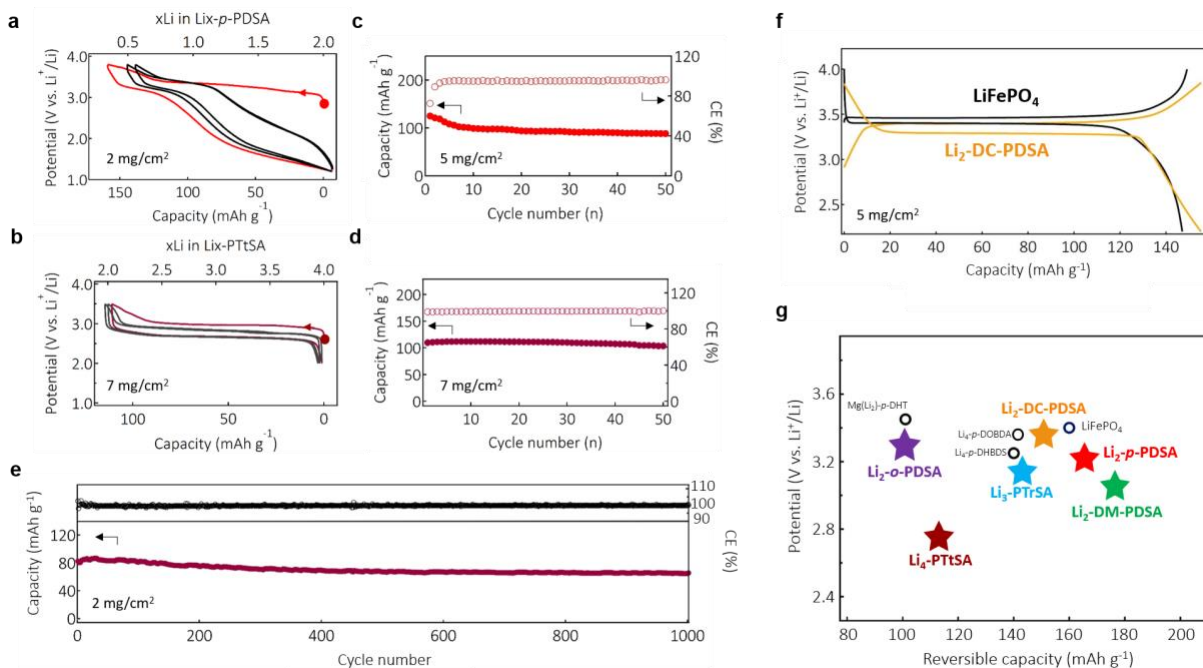 a
xLi in Lix-p-PDSA
0.5 1.0 1.5 2.0
4.0
3.0
2.0
1.0
Potential (V vs. Li⁺/Li)
2 mg/cm²
150 100 50 0
Capacity (mAh g⁻¹)
b
xLi in Lix-PTtSA
2.0 2.5 3.0 3.5 4.0
4.0
3.0
2.0
1.0
Potential (V vs. Li⁺/Li)
7 mg/cm²
100 50 0
Capacity (mAh g⁻¹)
c
200
100
0
Capacity (mAh g⁻¹)
120
80
40
0
CE (%)
5 mg/cm²
0 10 20 30 40 50
Cycle number (n)
d
200
150
100
50
0
Capacity (mAh g⁻¹)
120
80
40
0
CE (%)
7 mg/cm²
0 10 20 30 40 50
Cycle number (n)
e
110
100
90
CE (%)
120
80
40
0
Capacity (mAh g⁻¹)
2 mg/cm²
0 200 400 600 800 1000
Cycle number
f
4.0
3.5
3.0
2.5
Potential (V vs. Li⁺/Li)
LiFePO₄
Li₂-DC-PDSA
5 mg/cm²
0 20 40 60 80 100 120 140
Capacity (mAh g⁻¹)
g
3.6
3.2
2.8
2.4
Potential (V vs. Li⁺/Li)
Mg(Li₂)-p-DHT
Li₂-DC-PDSA
Li₄-p-DOBDA
LiFePO₄
Li₄-p-DHBDS
Li₂-o-PDSA
Li₂-p-PDSA
Li₃-PTrSA
Li₂-DM-PDSA
Li₄-PTtSA
80 100 120 140 160 180 200
Reversible capacity (mAh g⁻¹)